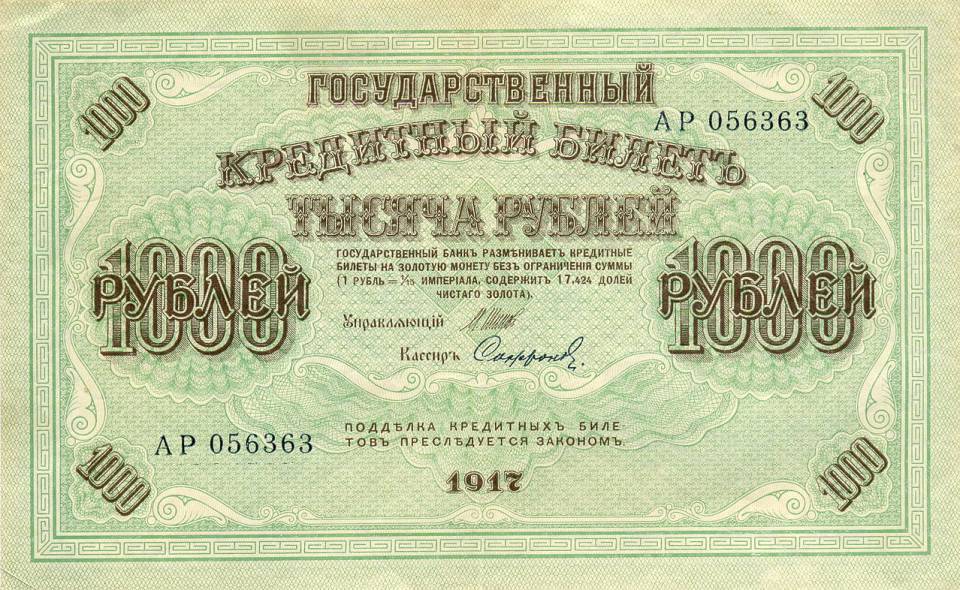 1000
1000
ГОСУДАРСТВЕННЫЙ
АР 056363
КРЕДИТНЫЙ БИЛЕТЪ
ТЫСЯЧА РУБЛЕЙ
1000
РУБЛЕЙ
1000
РУБЛЕЙ
ГОСУДАРСТВЕННЫЙ БАНКЪ РАЗМѢНИВАЕТЪ КРЕДИТНЫЕ
БИЛЕТЫ НА ЗОЛОТУЮ МОНЕТУ БЕЗЪ ОГРАНИЧЕНІЯ СУММЫ
(1 РУБЛЬ = 1/15 ИМПЕРІАЛА, СОДЕРЖИТЪ 17,424 ДОЛЕЙ
ЧИСТАГО ЗОЛОТА).
Управляющій
Кассиръ Сафронов
ПОДДѢЛКА КРЕДИТНЫХЪ БИЛЕ-
ТОВЪ ПРЕСЛѢДУЕТСЯ ЗАКОНОМЪ.
АР 056363
1917
1000
1000